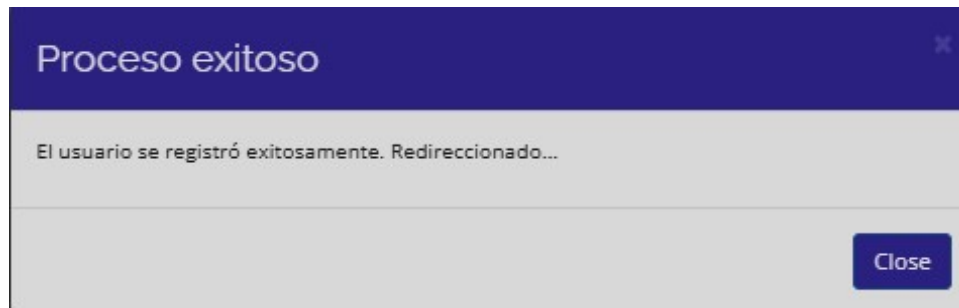 Proceso exitoso
×
El usuario se registró exitosamente. Redireccionado...
Close